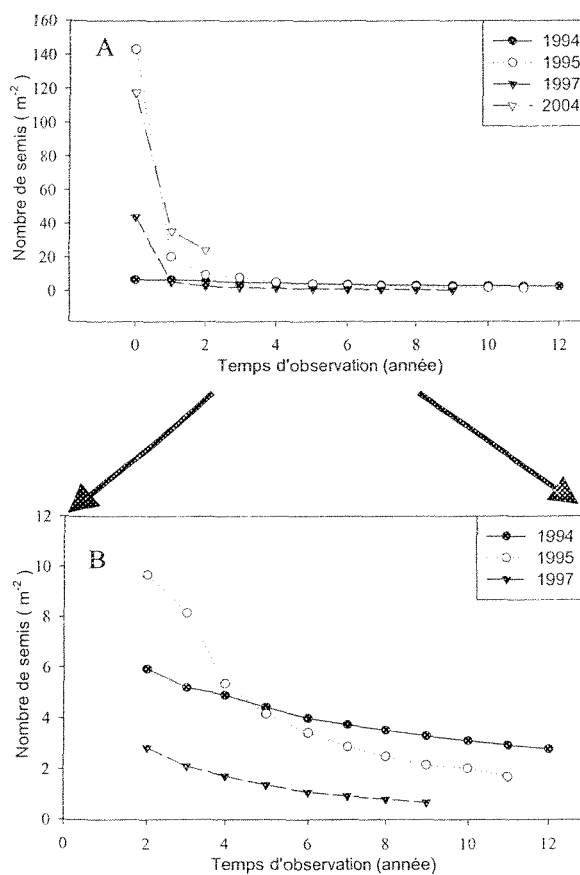 A
1994
1995
1997
2004
160
140
120
100
80
60
40
20
0
Nombre de semis ( m-2 )
0 2 4 6 8 10 12
Temps d'observation (année)
B
1994
1995
1997
12
10
8
6
4
2
0
Nombre de semis ( m-2 )
0 2 4 6 8 10 12
Temps d'observation (année)